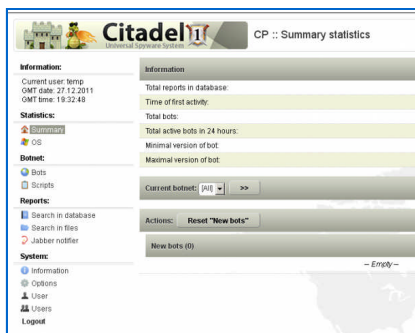 Citadel 1
Universal Spyware System
CP :: Summary statistics
Information:
Current user: temp
GMT date: 27.12.2011
GMT time: 19:32:48
Statistics:
Summary
OS
Botnet:
Bots
Scripts
Reports:
Search in database
Search in files
Jabber notifier
System:
Information
Options
User
Users
Logout
Information
Total reports in database:
Time of first activity:
Total bots:
Total active bots in 24 hours:
Minimal version of bot:
Maximal version of bot:
Current botnet: [All] >>
Actions: Reset "New bots"
New bots (0)
-- Empty --